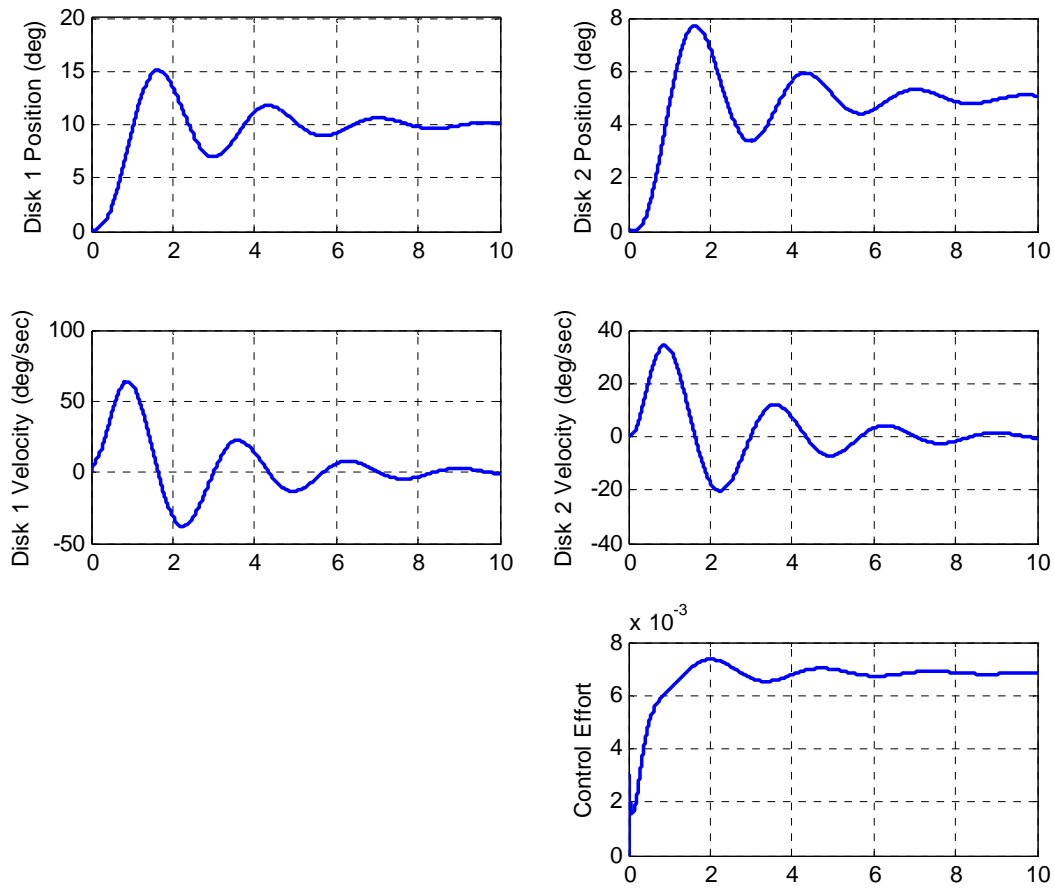 Disk 1 Position (deg)
20
15
10
5
0
0 2 4 6 8 10
Disk 2 Position (deg)
8
6
4
2
0
0 2 4 6 8 10
Disk 1 Velocity (deg/sec)
100
50
0
-50
0 2 4 6 8 10
Disk 2 Velocity (deg/sec)
40
20
0
-20
-40
0 2 4 6 8 10
x 10^-3
Control Effort
8
6
4
2
0
0 2 4 6 8 10